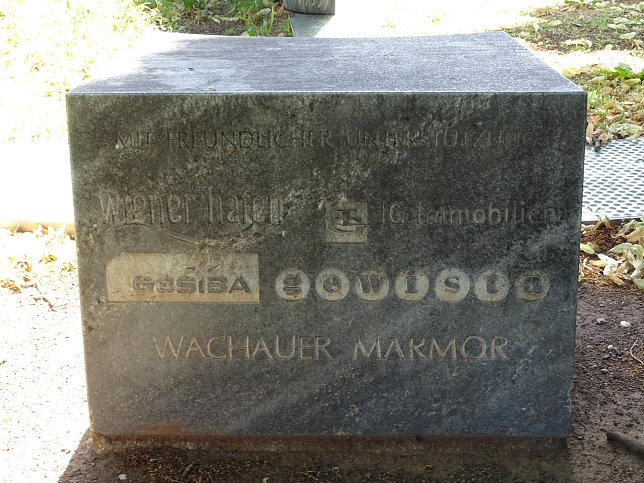 MIT FREUNDLICHER UNTERSTÜTZUNG
wiener hafen IG Immobilien
GESIBA gewista
WACHAUER MARMOR